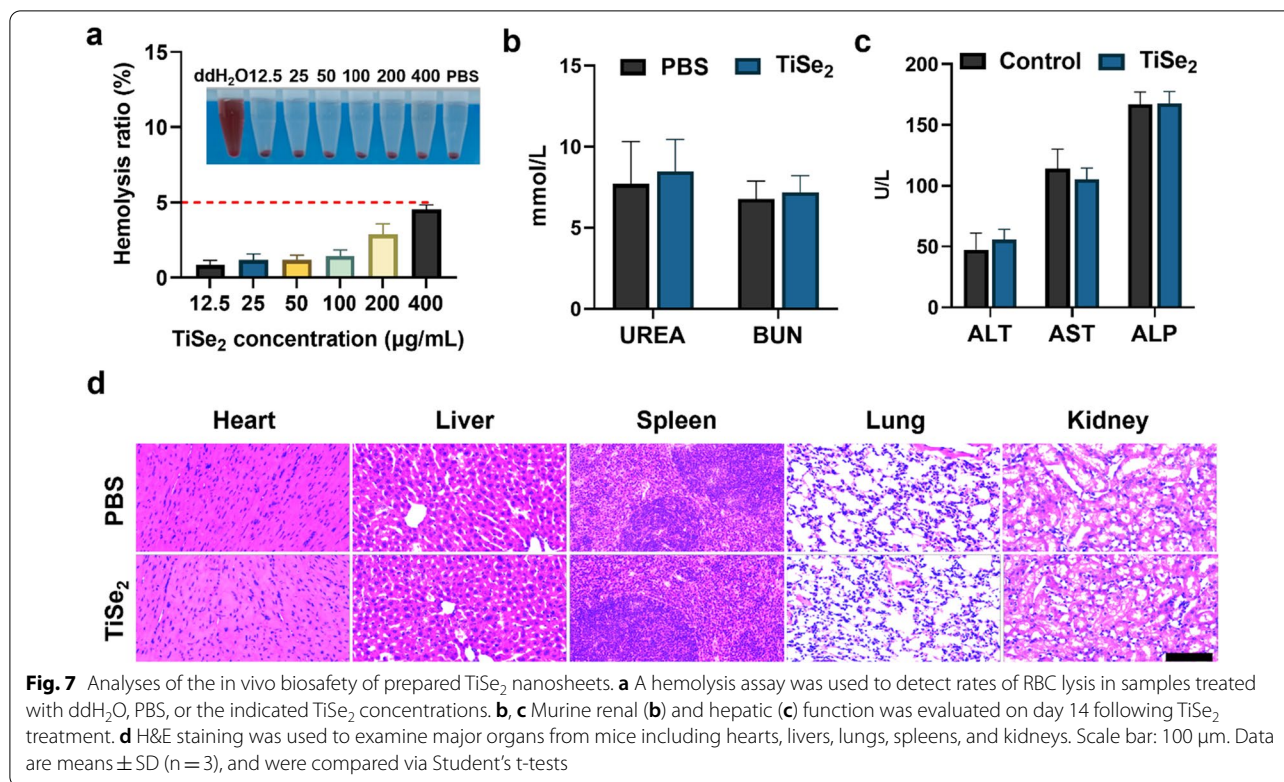 a
15
10
5
0
Hemolysis ratio (%)
ddH₂O 12.5 25 50 100 200 400 PBS
12.5 25 50 100 200 400
TiSe₂ concentration (μg/mL)
b
PBS TiSe₂
15
10
5
0
mmol/L
UREA BUN
c
Control TiSe₂
200
150
100
50
0
U/L
ALT AST ALP
d
Heart Liver Spleen Lung Kidney
PBS
TiSe₂
Fig. 7 Analyses of the in vivo biosafety of prepared TiSe₂ nanosheets. a A hemolysis assay was used to detect rates of RBC lysis in samples treated
with ddH₂O, PBS, or the indicated TiSe₂ concentrations. b, c Murine renal (b) and hepatic (c) function was evaluated on day 14 following TiSe₂
treatment. d H&E staining was used to examine major organs from mice including hearts, livers, lungs, spleens, and kidneys. Scale bar: 100 μm. Data
are means ± SD (n = 3), and were compared via Student's t-tests